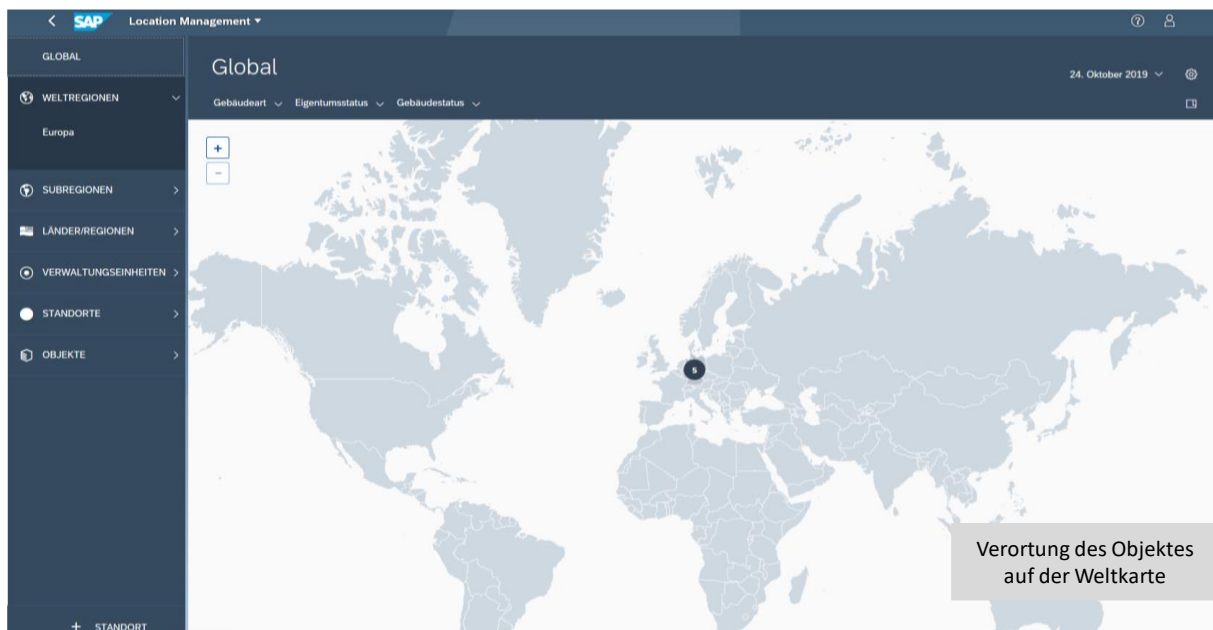 SAP Location Management
GLOBAL
WELTREGIONEN
Europa
SUBREGIONEN
LÄNDER/REGIONEN
VERWALTUNGSEINHEITEN
STANDORTE
OBJEKTE
+ STANDORT
Global
24. Oktober 2019
Gebäudeart Eigentumsstatus Gebäudestatus
+
-
5
Verortung des Objektes
auf der Weltkarte